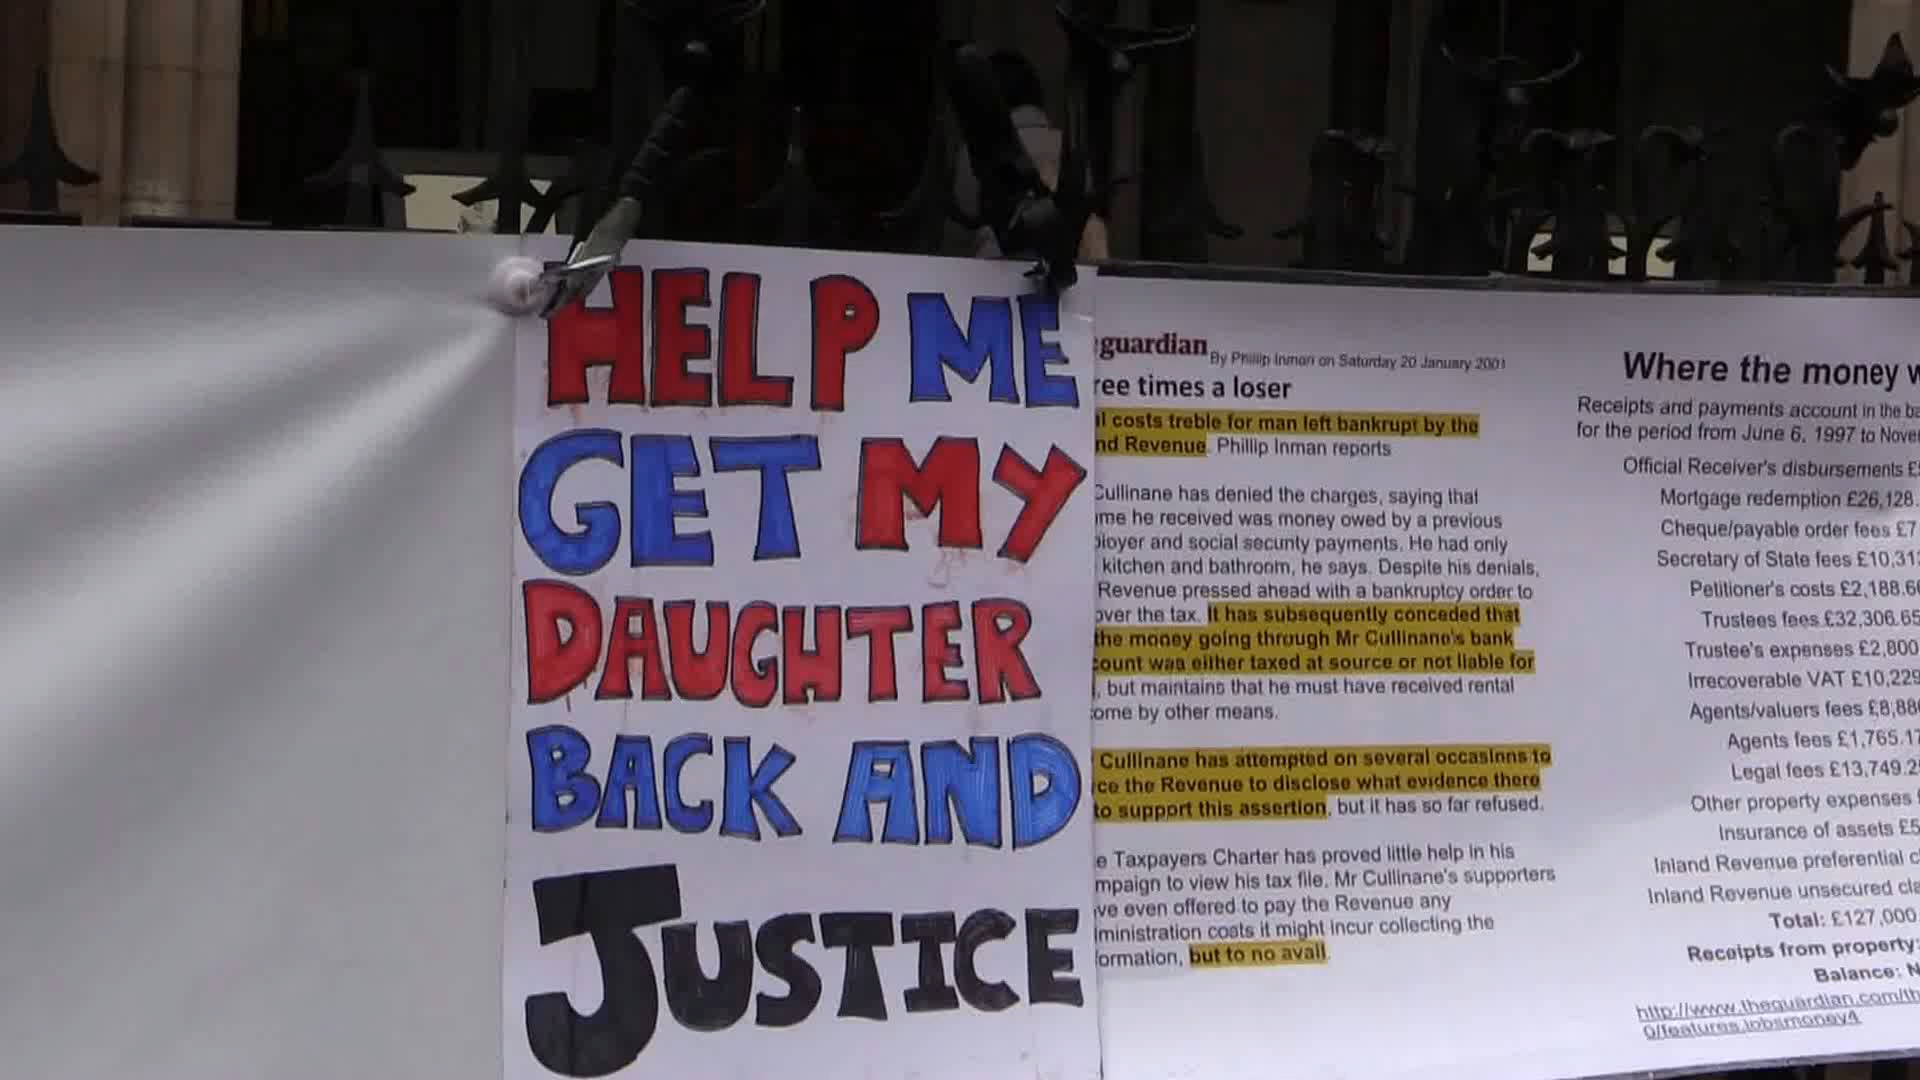 HELP ME
GET MY
DAUGHTER
BACK AND
JUSTICE
guardian By Phillip Inman on Saturday 20 January 2001
ree times a loser
l costs treble for man left bankrupt by the
nd Revenue. Phillip Inman reports
Cullinane has denied the charges, saying that
me he received was money owed by a previous
ployer and social security payments. He had only
kitchen and bathroom, he says. Despite his denials,
Revenue pressed ahead with a bankruptcy order to
over the tax. It has subsequently conceded that
the money going through Mr Cullinane's bank
count was either taxed at source or not liable for
, but maintains that he must have received rental
ome by other means.
Cullinane has attempted on several occasions to
ce the Revenue to disclose what evidence there
to support this assertion, but it has so far refused.
e Taxpayers Charter has proved little help in his
mpaign to view his tax file. Mr Cullinane's supporters
ve even offered to pay the Revenue any
ministration costs it might incur collecting the
ormation, but to no avail.
Where the money w
Receipts and payments account in the ba
for the period from June 6, 1997 to Nove
Official Receiver's disbursements £
Mortgage redemption £26,128.
Cheque/payable order fees £7
Secretary of State fees £10,31
Petitioner's costs £2,188.6
Trustees fees £32,306.65
Trustee's expenses £2,800
Irrecoverable VAT £10,229
Agents/valuers fees £8,88
Agents fees £1,765.17
Legal fees £13,749.2
Other property expenses
Insurance of assets £5
Inland Revenue preferential c
Inland Revenue unsecured cla
Total: £127,000
Receipts from property:
Balance: N
http://www.theguardian.com/th
0/features.jobsmoney4